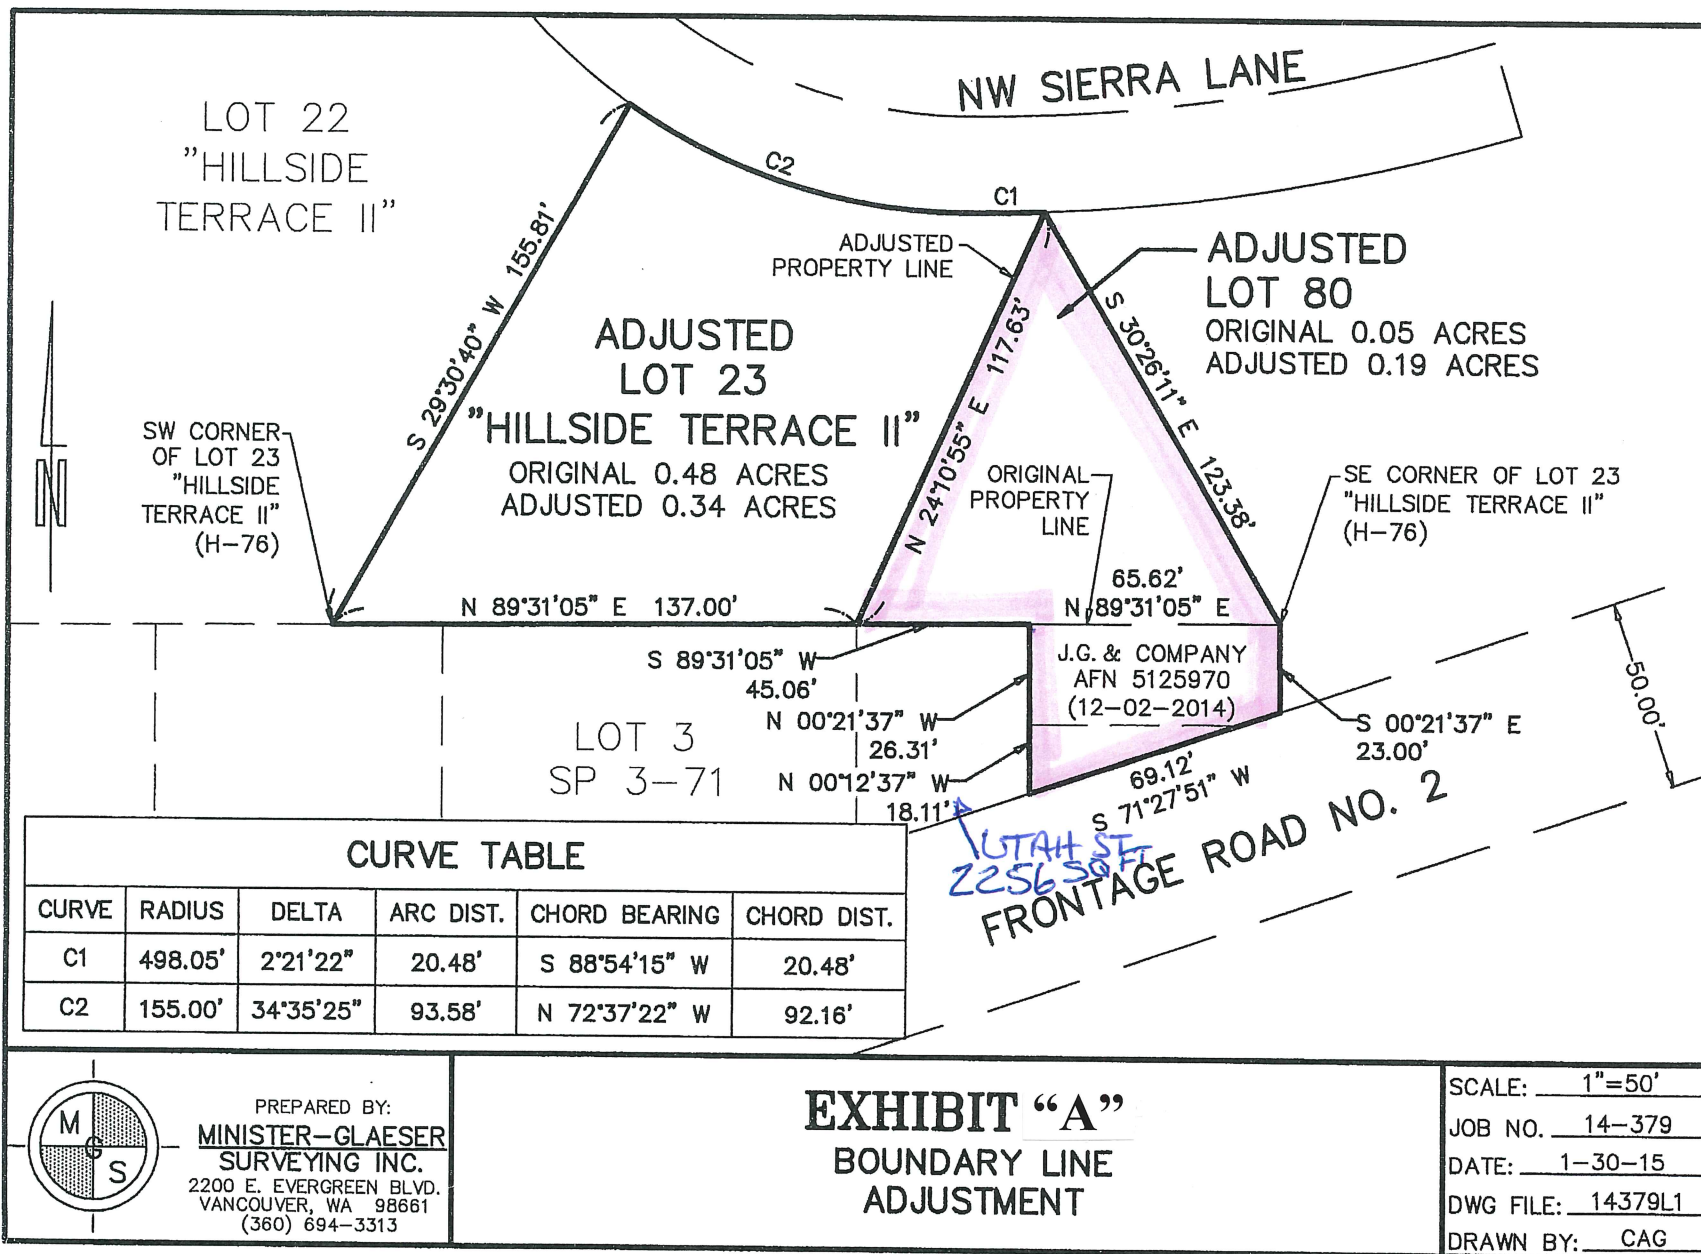 NW SIERRA LANE
LOT 22
"HILLSIDE
TERRACE II"
C2
C1
S 29°30'40" W 155.81'
ADJUSTED
PROPERTY LINE
ADJUSTED
LOT 80
ORIGINAL 0.05 ACRES
ADJUSTED 0.19 ACRES
ADJUSTED
LOT 23
"HILLSIDE TERRACE II"
ORIGINAL 0.48 ACRES
ADJUSTED 0.34 ACRES
N 24°10'55" E 117.63'
S 30°26'11" E 123.38'
SW CORNER
OF LOT 23
"HILLSIDE
TERRACE II"
(H-76)
N
ORIGINAL
PROPERTY
LINE
SE CORNER OF LOT 23
"HILLSIDE TERRACE II"
(H-76)
N 89°31'05" E 137.00'
65.62'
N 89°31'05" E
S 89°31'05" W
45.06'
J.G. & COMPANY
AFN 5125970
(12-02-2014)
N 00°21'37" W
26.31'
N 00°12'37" W
18.11'
S 00°21'37" E
23.00'
50.00'
LOT 3
SP 3-71
69.12'
S 71°27'51" W
UTAH ST.
2256 SQ FT
FRONTAGE ROAD NO. 2
CURVE TABLE
CURVE RADIUS DELTA ARC DIST. CHORD BEARING CHORD DIST.
C1 498.05' 2°21'22" 20.48' S 88°54'15" W 20.48'
C2 155.00' 34°35'25" 93.58' N 72°37'22" W 92.16'
M G S
PREPARED BY:
MINISTER-GLAESER
SURVEYING INC.
2200 E. EVERGREEN BLVD.
VANCOUVER, WA 98661
(360) 694-3313
EXHIBIT "A"
BOUNDARY LINE
ADJUSTMENT
SCALE: 1"=50'
JOB NO. 14-379
DATE: 1-30-15
DWG FILE: 14379L1
DRAWN BY: CAG